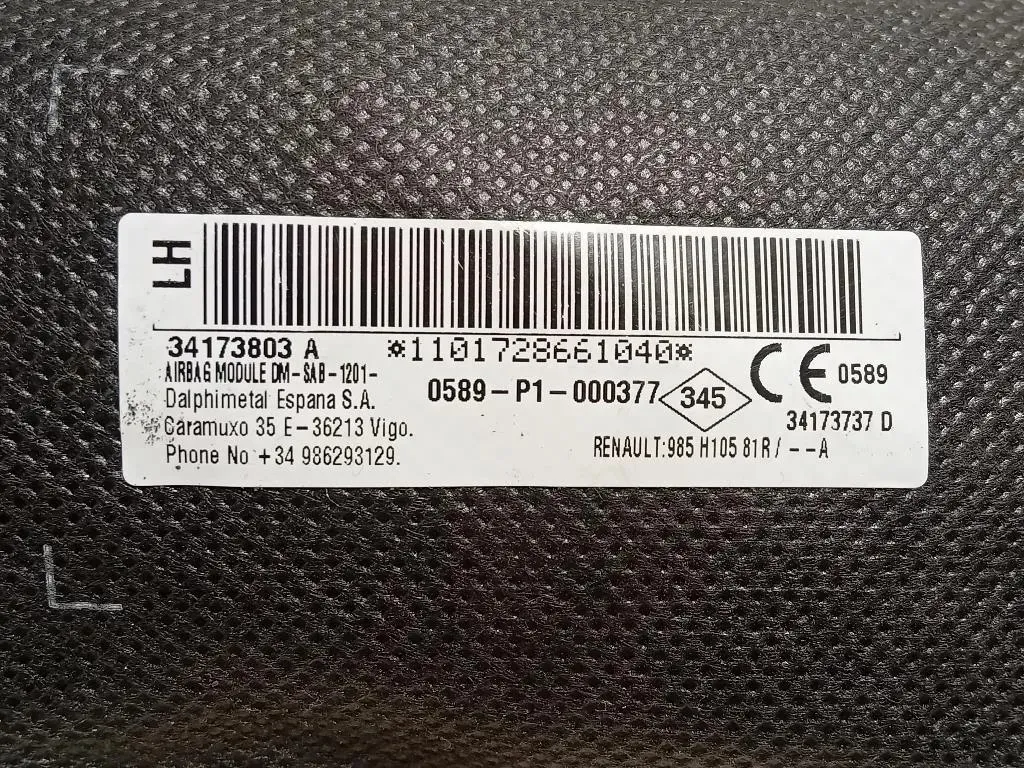 LH
34173803 A *1101728661040*
AIRBAG MODULE DM-SAB-1201-
Dalphimetal Espana S.A.
Caramuxo 35 E-36213 Vigo.
Phone No +34 986293129.
0589-P1-000377 345 CE 0589
34173737 D
RENAULT:985 H105 81R/ --A